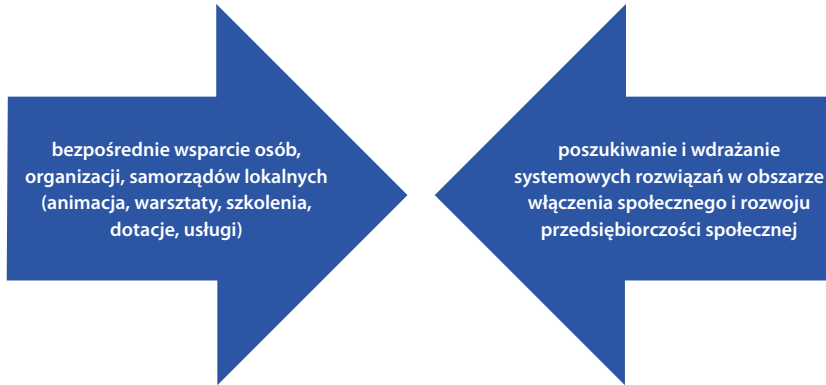 bezpośrednie wsparcie osób,
organizacji, samorządów lokalnych
(animacja, warsztaty, szkolenia,
dotacje, usługi)
poszukiwanie i wdrażanie
systemowych rozwiązań w obszarze
włączenia społecznego i rozwoju
przedsiębiorczości społecznej